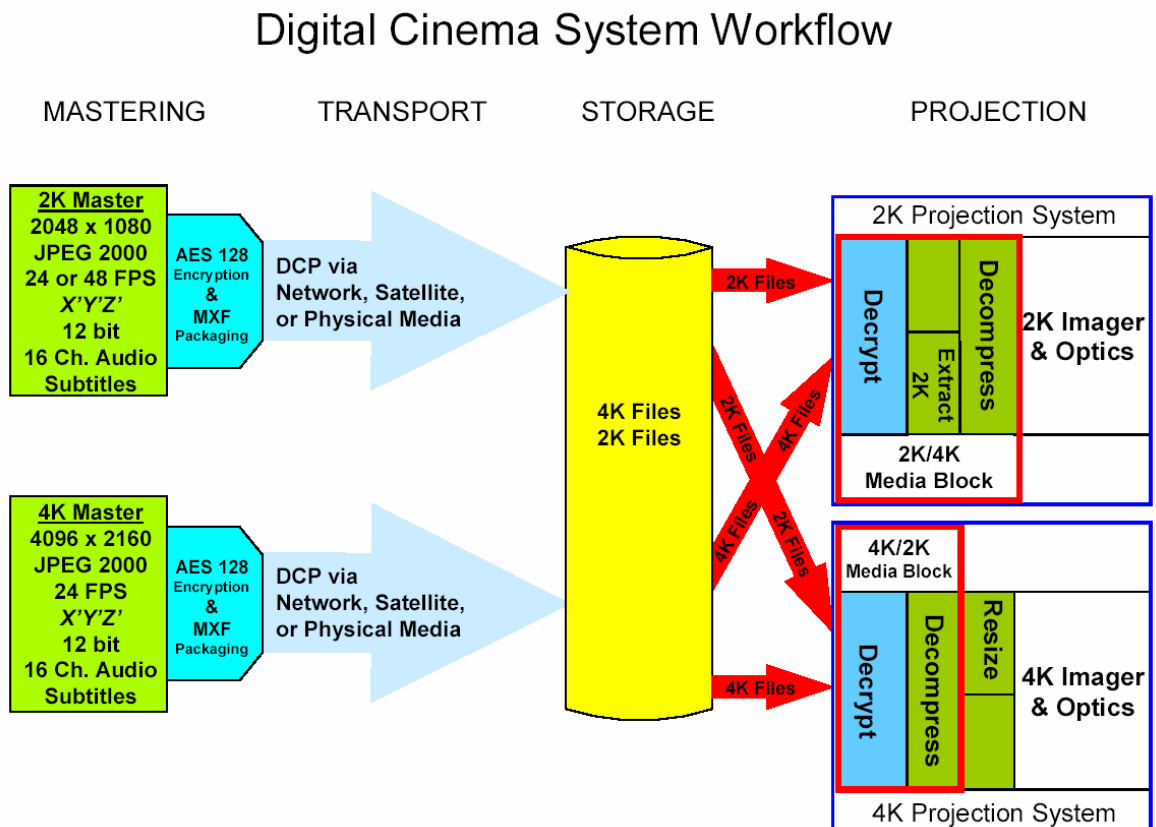 Digital Cinema System Workflow
MASTERING
TRANSPORT
STORAGE
PROJECTION
2K Master
2048 x 1080
JPEG 2000
24 or 48 FPS
X'Y'Z'
12 bit
16 Ch. Audio
Subtitles
AES 128
Encryption
&
MXF
Packaging
DCP via
Network, Satellite,
or Physical Media
4K Master
4096 x 2160
JPEG 2000
24 FPS
X'Y'Z'
12 bit
16 Ch. Audio
Subtitles
AES 128
Encryption
&
MXF
Packaging
DCP via
Network, Satellite,
or Physical Media
4K Files
2K Files
2K Files
2K Files
4K Files
4K Files
2K Files
4K Files
2K Projection System
Decrypt
Extract
2K
Decompress
2K Imager
& Optics
2K/4K
Media Block
4K/2K
Media Block
Decrypt
Decompress
Resize
4K Imager
& Optics
4K Projection System